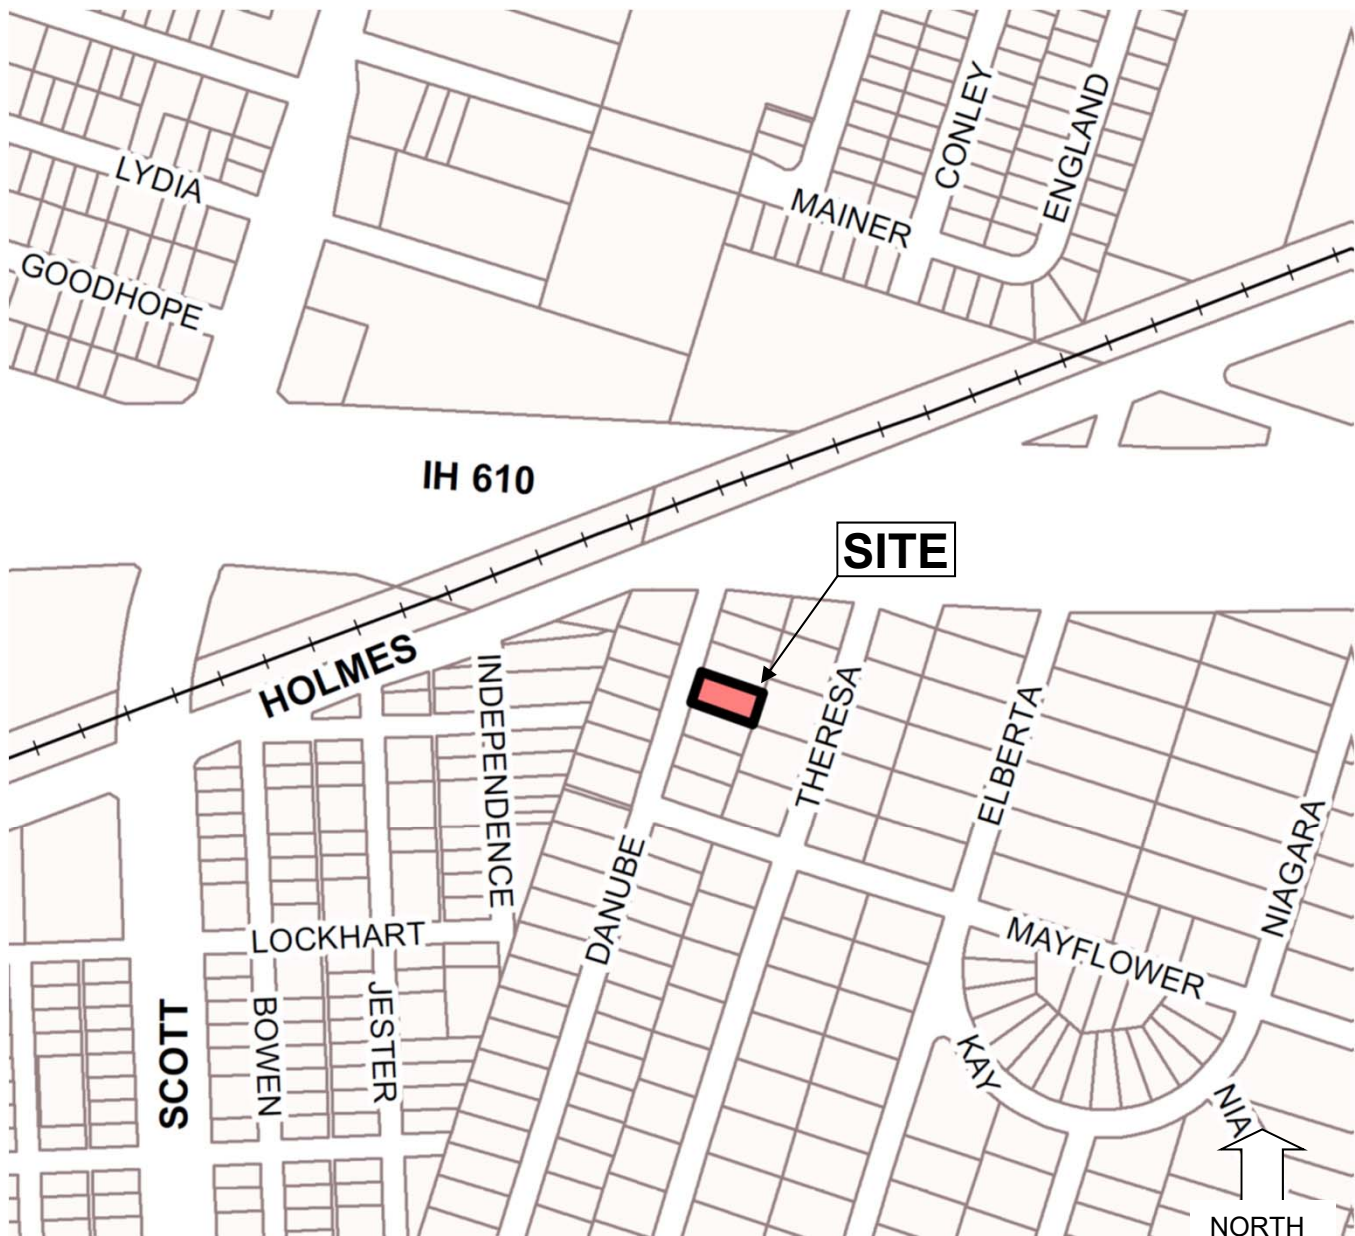 CONLEY
ENGLAND
LYDIA
MAINER
GOODHOPE
IH 610
SITE
HOLMES
INDEPENDENCE
THERESA
ELBERTA
NIAGARA
DANUBE
LOCKHART
MAYFLOWER
SCOTT
BOWEN
JESTER
KAY
NIA
NORTH